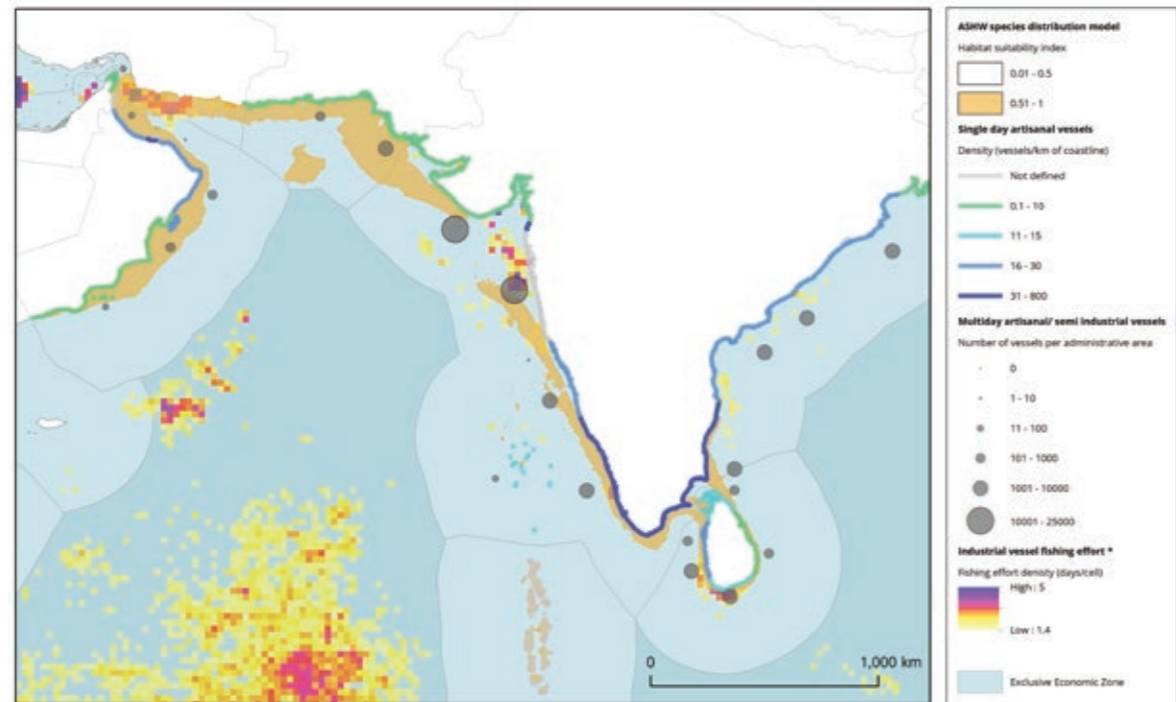 ASHW species distribution model
Habitat suitability index
0.01 - 0.5
0.51 - 1
Single day artisanal vessels
Density (vessels/km of coastline)
Not defined
0.1 - 10
11 - 15
16 - 30
31 - 800
Multiday artisanal/ semi industrial vessels
Number of vessels per administrative area
0
1 - 10
11 - 100
101 - 1000
1001 - 10000
10001 - 25000
Industrial vessel fishing effort *
Fishing effort denisty (days/cell)
High : 5
Low : 1.4
Exclusive Economic Zone
0 1,000 km